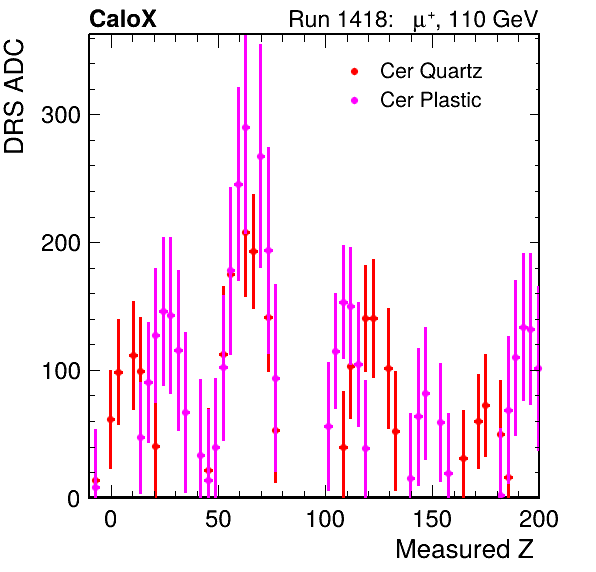 CaloX Run 1418: μ⁺, 110 GeV
DRS ADC
Cer Quartz
Cer Plastic
300
200
100
0
0 50 100 150 200
Measured Z